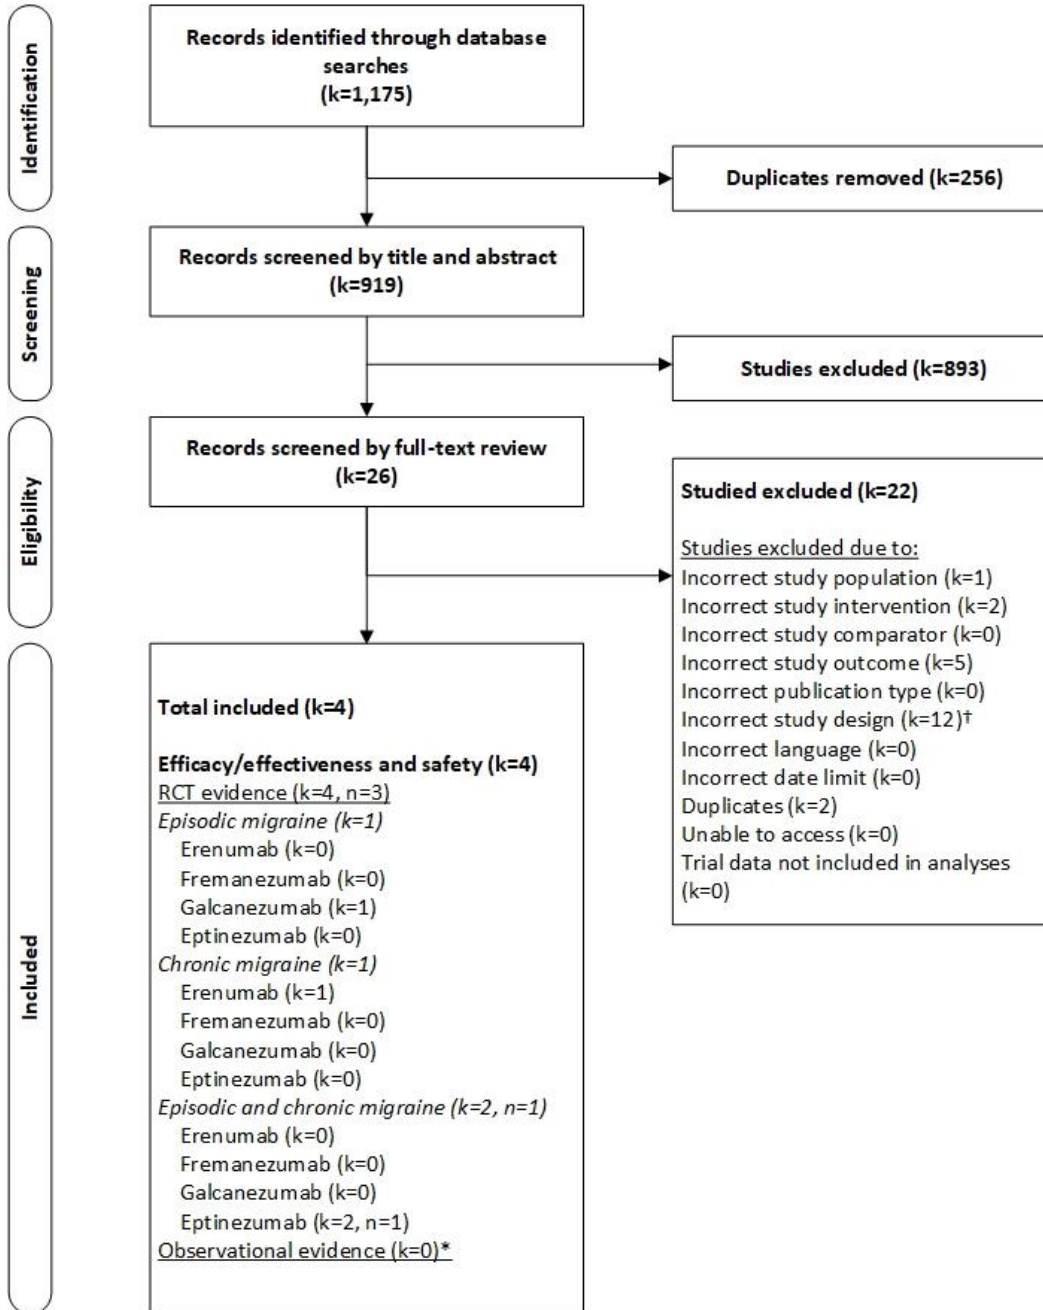 Identification
Records identified through database
searches
(k=1,175)
Duplicates removed (k=256)
Screening
Records screened by title and abstract
(k=919)
Studies excluded (k=893)
Eligibility
Records screened by full-text review
(k=26)
Studied excluded (k=22)
Studies excluded due to:
Incorrect study population (k=1)
Incorrect study intervention (k=2)
Incorrect study comparator (k=0)
Incorrect study outcome (k=5)
Incorrect publication type (k=0)
Incorrect study design (k=12)†
Incorrect language (k=0)
Incorrect date limit (k=0)
Duplicates (k=2)
Unable to access (k=0)
Trial data not included in analyses
(k=0)
Included
Total included (k=4)
Efficacy/effectiveness and safety (k=4)
RCT evidence (k=4, n=3)
Episodic migraine (k=1)
Erenumab (k=0)
Fremanezumab (k=0)
Galcanezumab (k=1)
Eptinezumab (k=0)
Chronic migraine (k=1)
Erenumab (k=1)
Fremanezumab (k=0)
Galcanezumab (k=0)
Eptinezumab (k=0)
Episodic and chronic migraine (k=2, n=1)
Erenumab (k=0)
Fremanezumab (k=0)
Galcanezumab (k=0)
Eptinezumab (k=2, n=1)
Observational evidence (k=0)*